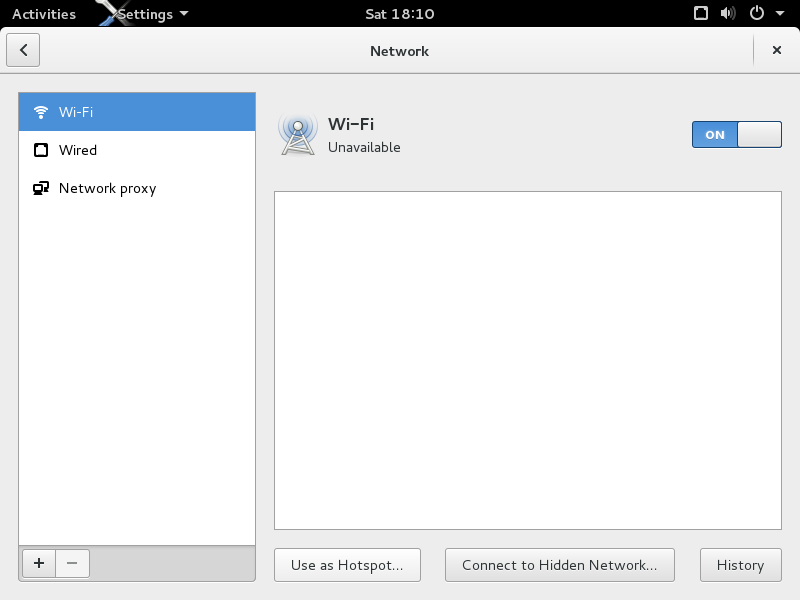 Activities Settings Sat 18:10
Network
Wi-Fi
Wired
Network proxy
Wi-Fi
Unavailable
ON
Use as Hotspot...
Connect to Hidden Network...
History